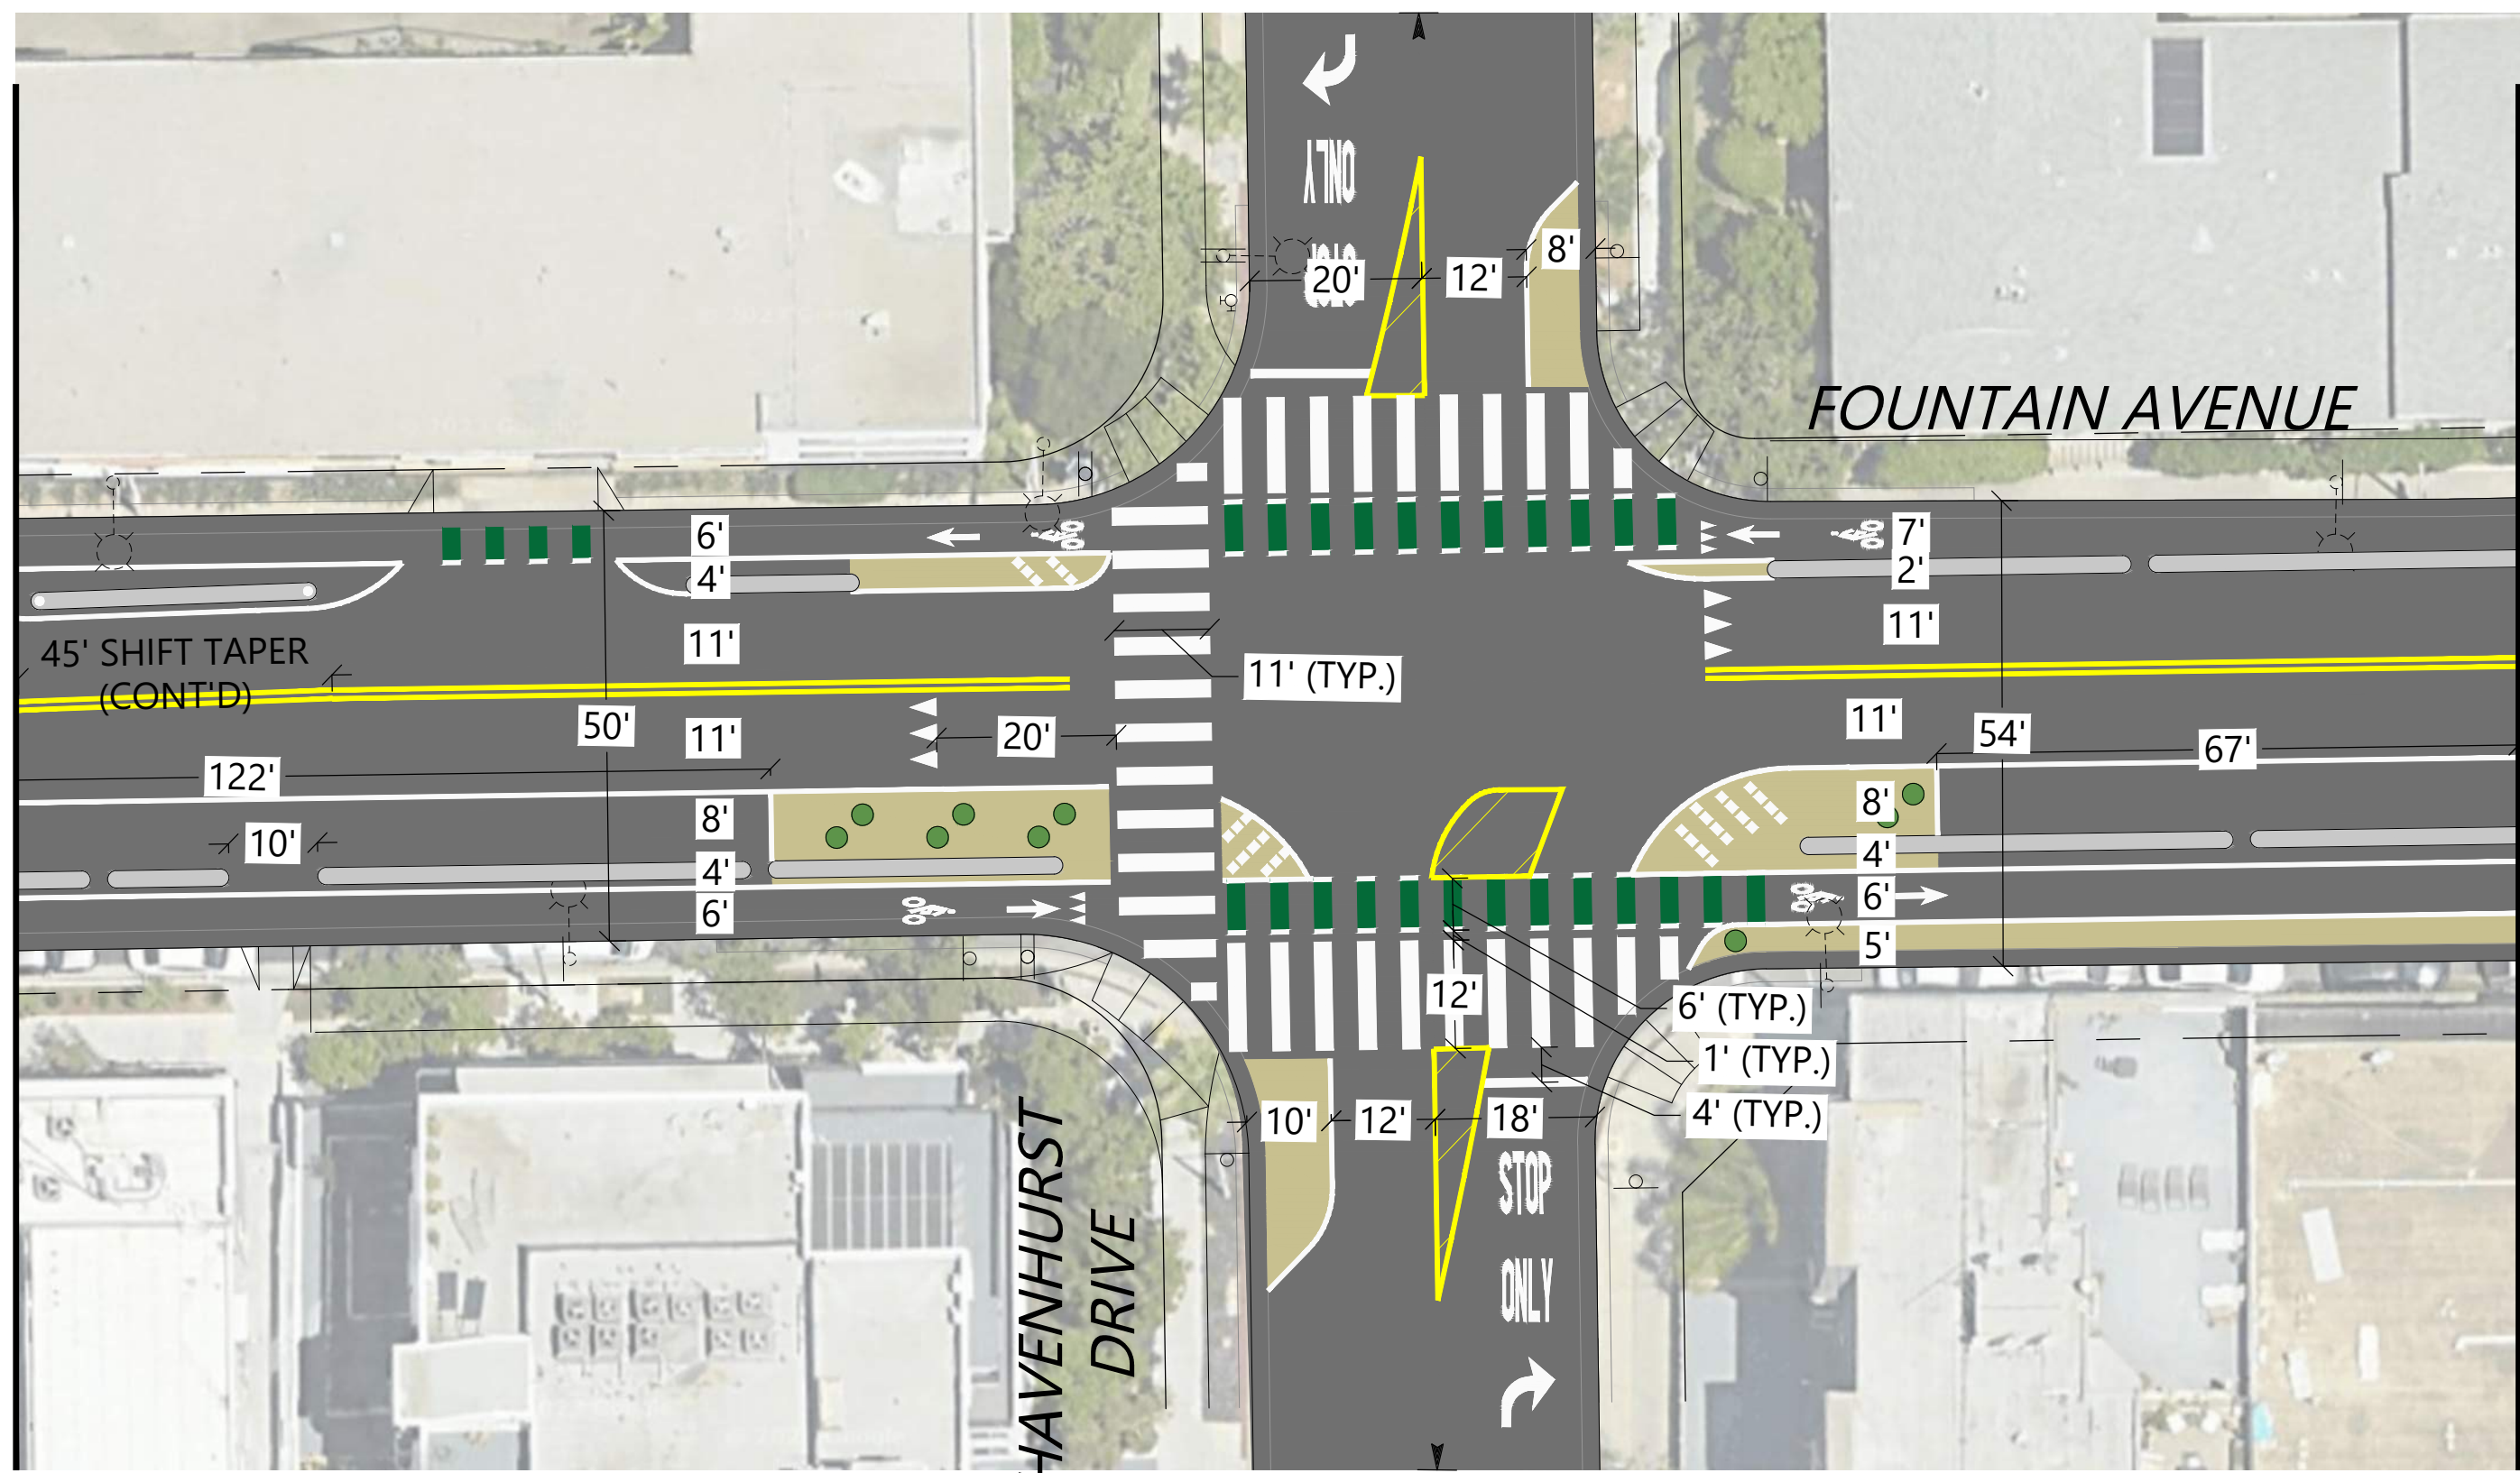 ONLY
STOP
8'
20'
12'
FOUNTAIN AVENUE
6'
7'
4'
2'
11'
11'
45' SHIFT TAPER
(CONT'D)
11' (TYP.)
50'
11'
20'
11'
54'
67'
122'
8'
8'
10'
4'
4'
6'
6'
5'
12'
6' (TYP.)
1' (TYP.)
4' (TYP.)
10'
12'
18'
STOP
ONLY
HAVENHURST
DRIVE